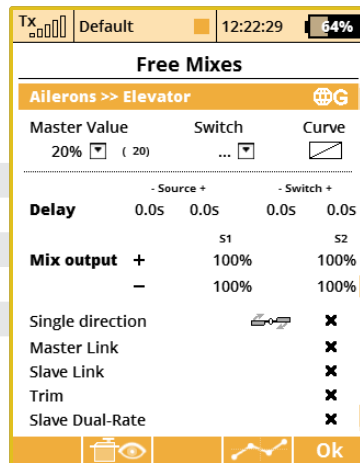 Tx Default 12:22:29 64%
Free Mixes
Ailerons >> Elevator G
Master Value Switch Curve
20% ( 20) ...
- Source + - Switch +
Delay 0.0s 0.0s 0.0s 0.0s
S1 S2
Mix output + 100% 100%
− 100% 100%
Single direction
Master Link
Slave Link
Trim
Slave Dual-Rate
Ok